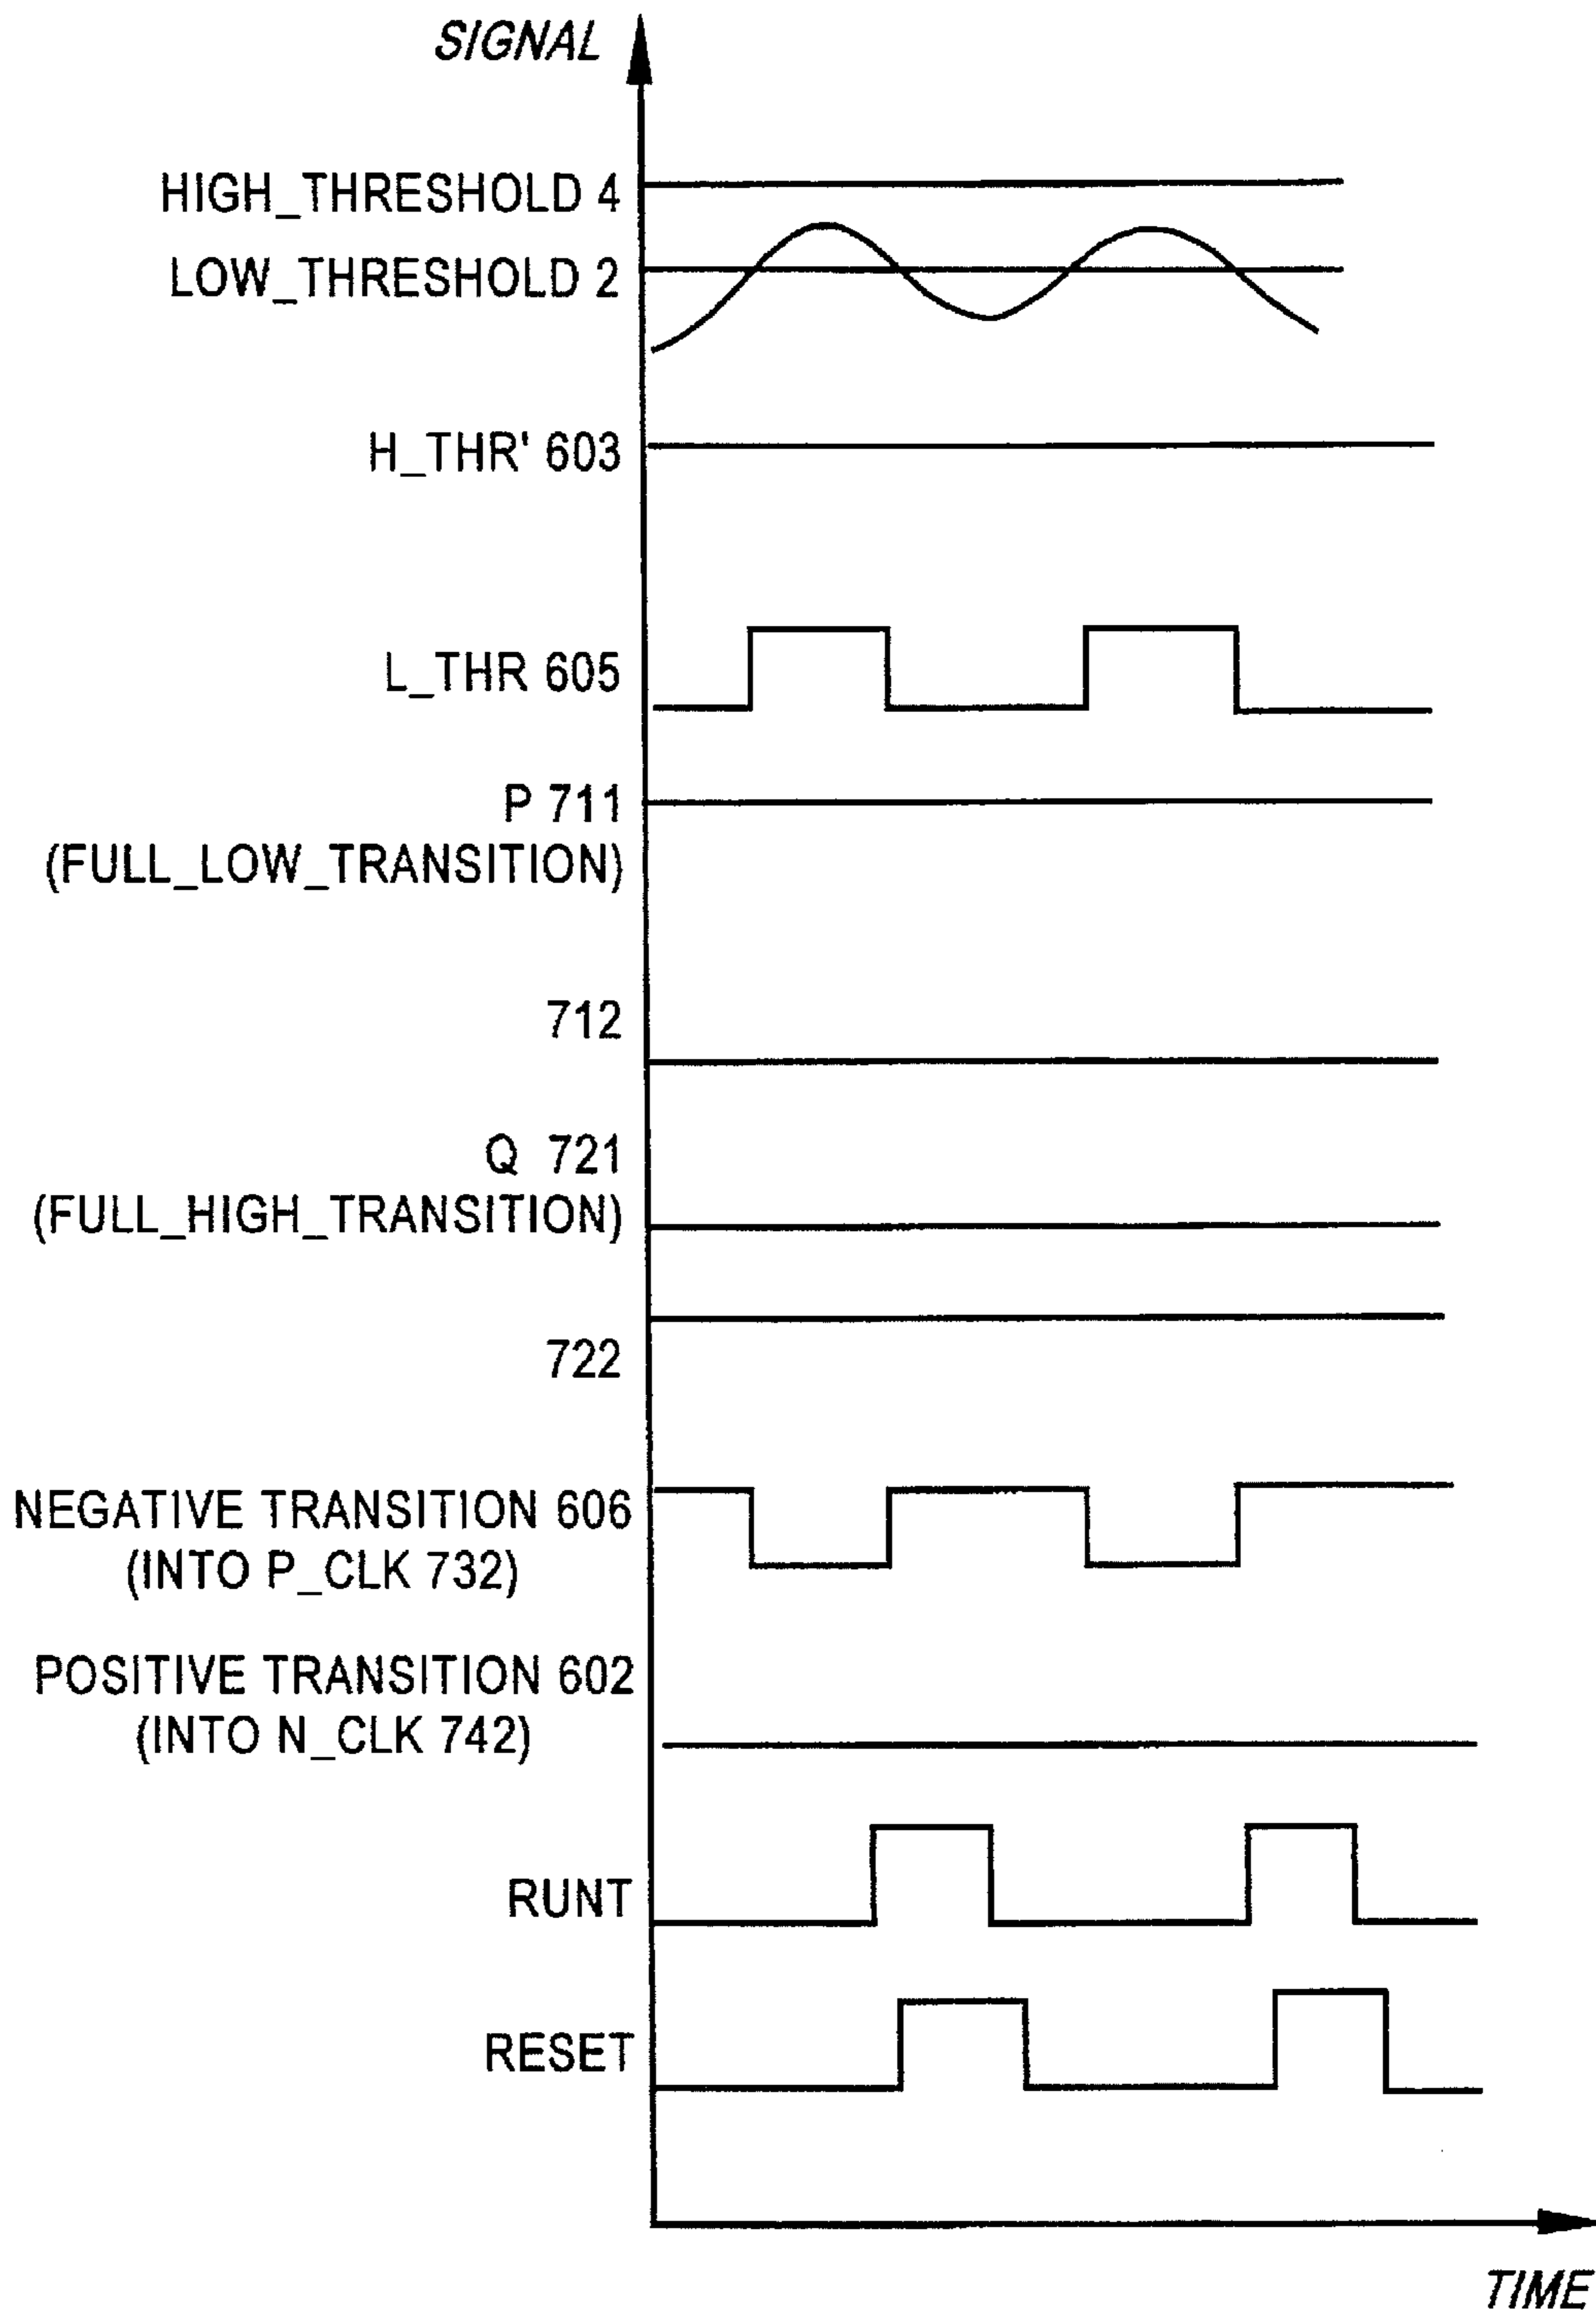 SIGNAL
HIGH_THRESHOLD 4
LOW_THRESHOLD 2
H_THR' 603
L_THR 605
P 711
(FULL_LOW_TRANSITION)
712
Q 721
(FULL_HIGH_TRANSITION)
722
NEGATIVE TRANSITION 606
(INTO P_CLK 732)
POSITIVE TRANSITION 602
(INTO N_CLK 742)
RUNT
RESET
TIME